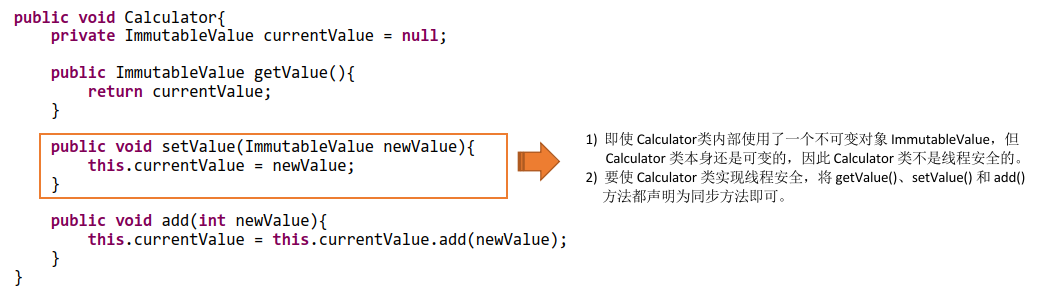 public void Calculator{
private ImmutableValue currentValue = null;
public ImmutableValue getValue(){
return currentValue;
}
public void setValue(ImmutableValue newValue){
this.currentValue = newValue;
}
public void add(int newValue){
this.currentValue = this.currentValue.add(newValue);
}
}
1) 即使 Calculator类内部使用了一个不可变对象 ImmutableValue，但
Calculator 类本身还是可变的，因此 Calculator 类不是线程安全的。
2) 要使 Calculator 类实现线程安全，将 getValue()、setValue() 和 add()
方法都声明为同步方法即可。